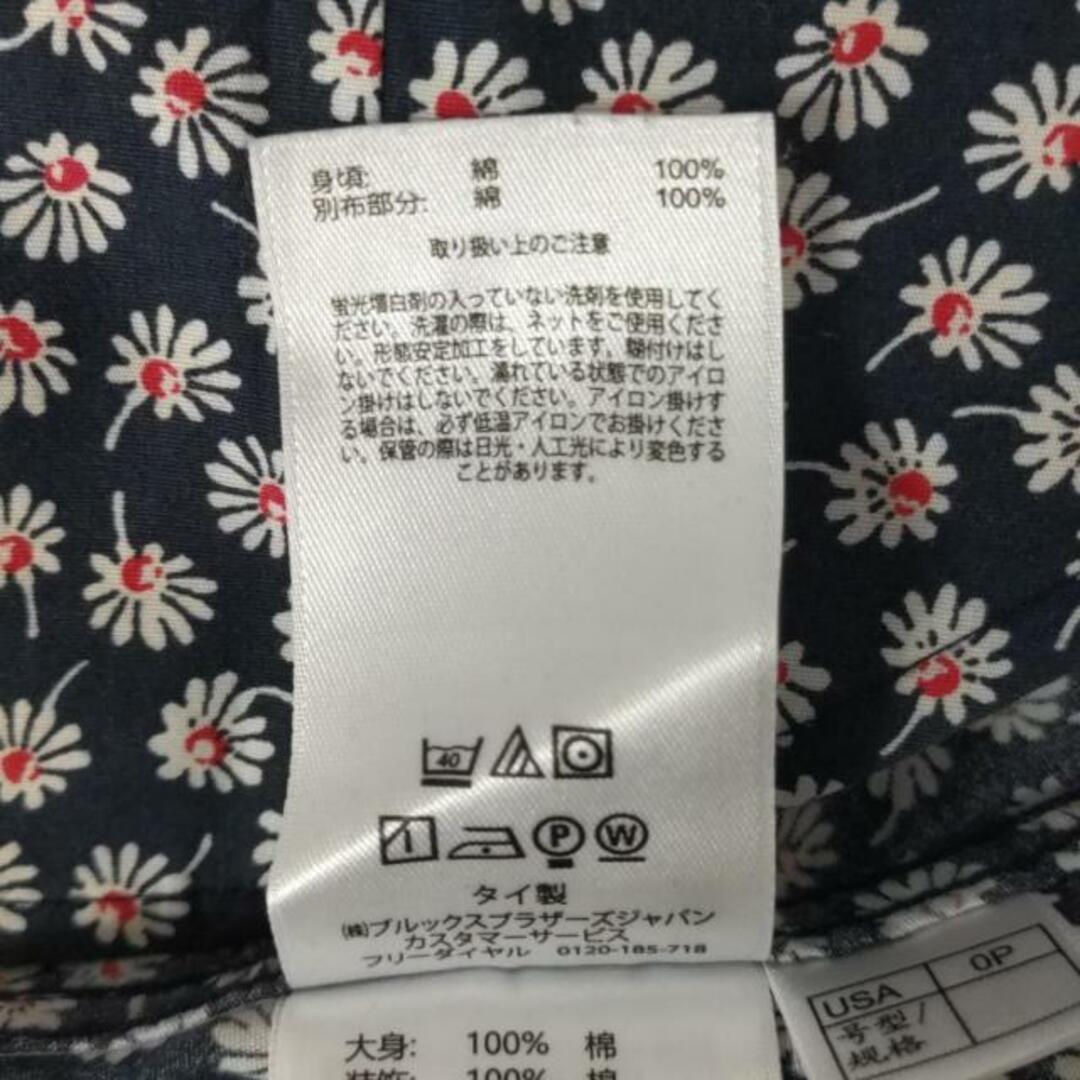 身頃: 綿 100%
別布部分: 綿 100%
取り扱い上のご注意
蛍光増白剤の入っていない洗剤を使用してく
ださい。洗濯の際は、ネットをご使用くださ
い。形態安定加工をしています。糊付けはし
ないでください。濡れている状態でのアイロ
ン掛けはしないでください。アイロン掛けす
る場合は、必ず低温アイロンでお掛けくださ
い。保管の際は日光・人工光により変色する
ことがあります。
40
P W
タイ製
㈱ブルックスブラザーズジャパン
カスタマーサービス
フリーダイヤル 0120-185-718
大身: 100% 棉
装饰: 100% 棉
USA 0P
号型/
规格